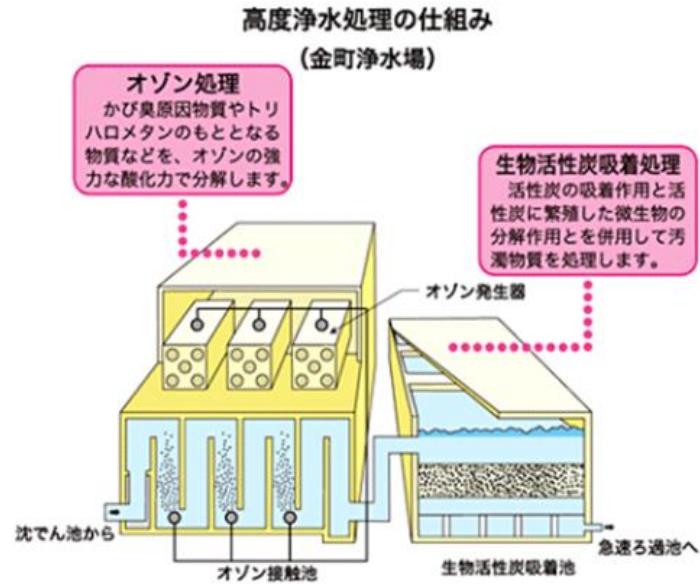 高度浄水処理の仕組み
（金町浄水場）
オゾン処理
かび臭原因物質やトリ
ハロメタンのもととなる
物質などを、オゾンの強
力な酸化力で分解します。
生物活性炭吸着処理
活性炭の吸着作用と活
性炭に繁殖した微生物の
分解作用とを併用して汚
濁物質を処理します。
オゾン発生器
沈でん池から
オゾン接触池
生物活性炭吸着池
急速ろ過池へ